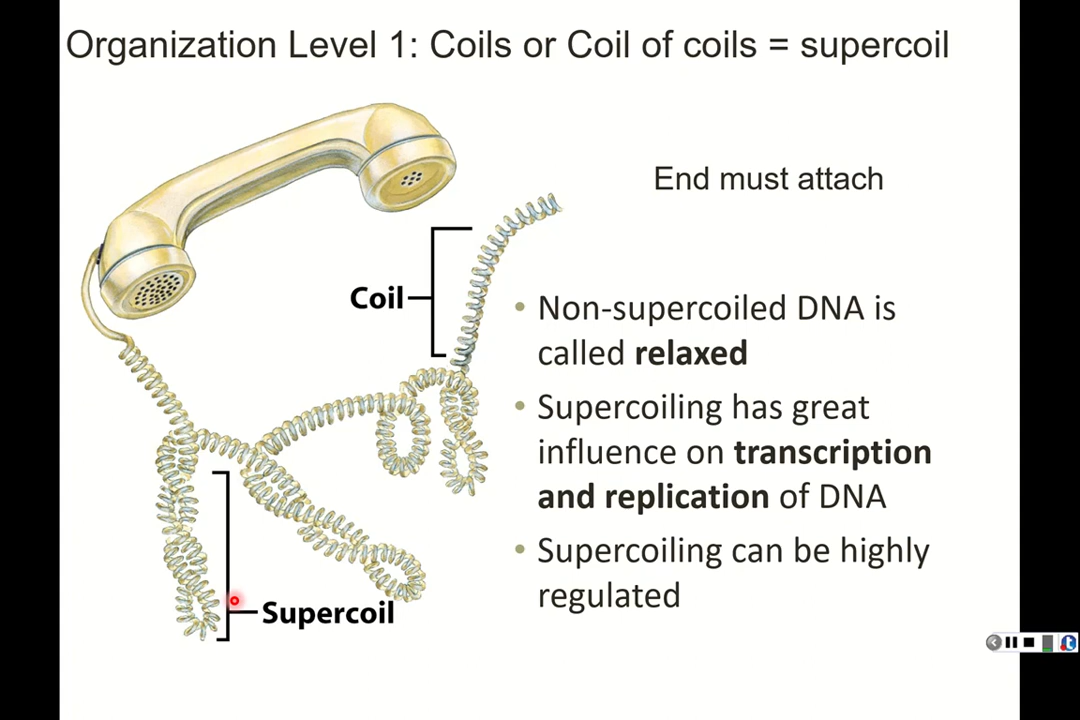 Organization Level 1: Coils or Coil of coils = supercoil
End must attach
Coil
• Non-supercoiled DNA is
called relaxed
• Supercoiling has great
influence on transcription
and replication of DNA
• Supercoiling can be highly
regulated
Supercoil